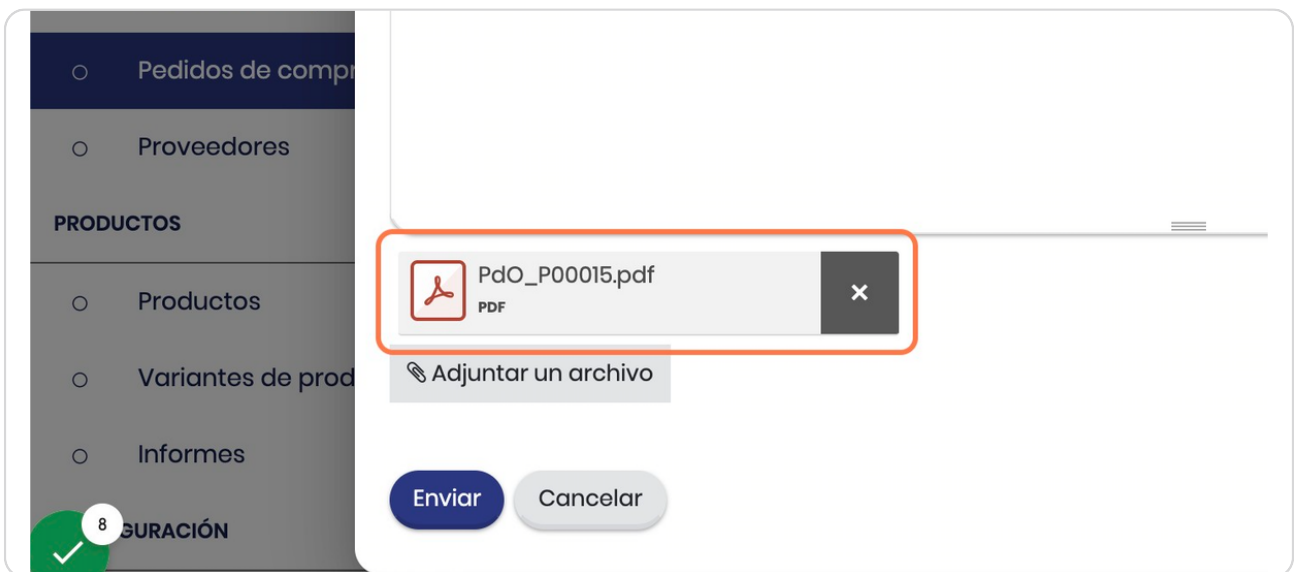 Pedidos de compr
Proveedores
PRODUCTOS
Productos
Variantes de prod
Informes
GURACIÓN
8
PdO_P00015.pdf
PDF
Adjuntar un archivo
Enviar
Cancelar